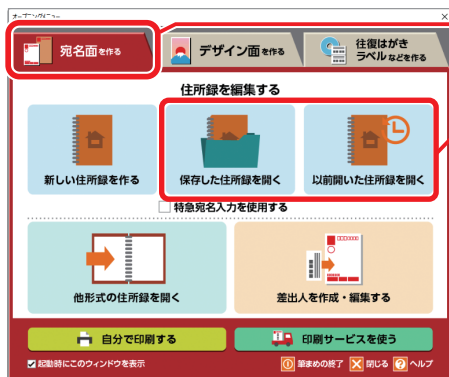 オープニングメニュー
宛名面を作る
デザイン面を作る
往復はがき
ラベルなどを作る
住所録を編集する
新しい住所録を作る
保存した住所録を開く
以前開いた住所録を開く
特急宛名入力を使用する
他形式の住所録を開く
差出人を作成・編集する
自分で印刷する
印刷サービスを使う
起動時にこのウィンドウを表示
筆まめの終了
閉じる
ヘルプ